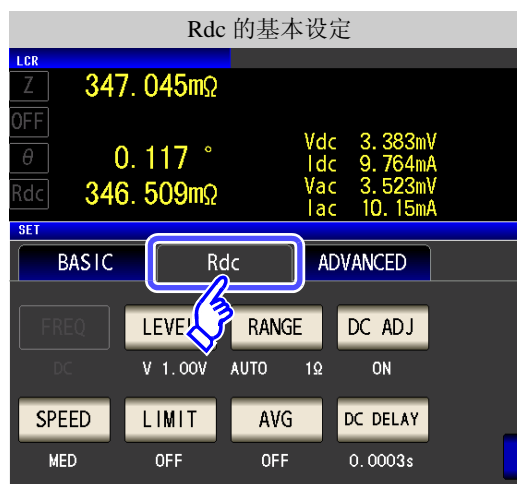 Rdc 的基本设定
LCR
Z 347.045mΩ
OFF
θ 0.117 ° Vdc 3.383mV
Idc 9.764mA
Rdc 346.509mΩ Vac 3.523mV
Iac 10.15mA
SET
BASIC Rdc ADVANCED
FREQ LEVEL RANGE DC ADJ
DC V 1.00V AUTO 1Ω ON
SPEED LIMIT AVG DC DELAY
MED OFF OFF 0.0003s